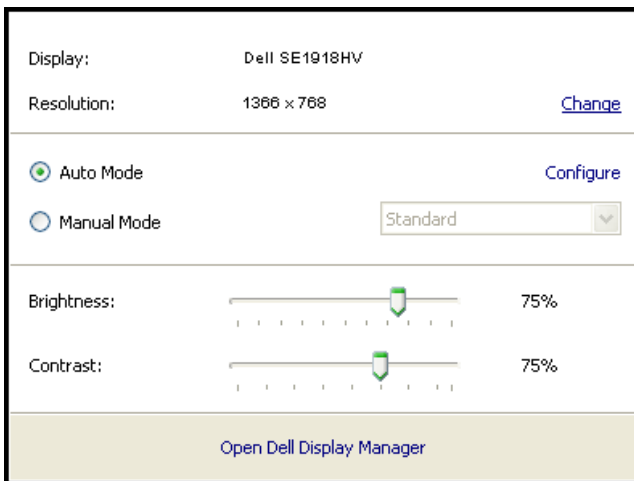 Display: Dell SE1918HV
Resolution: 1366 x 768 Change
Auto Mode Configure
Manual Mode Standard
Brightness: 75%
Contrast: 75%
Open Dell Display Manager